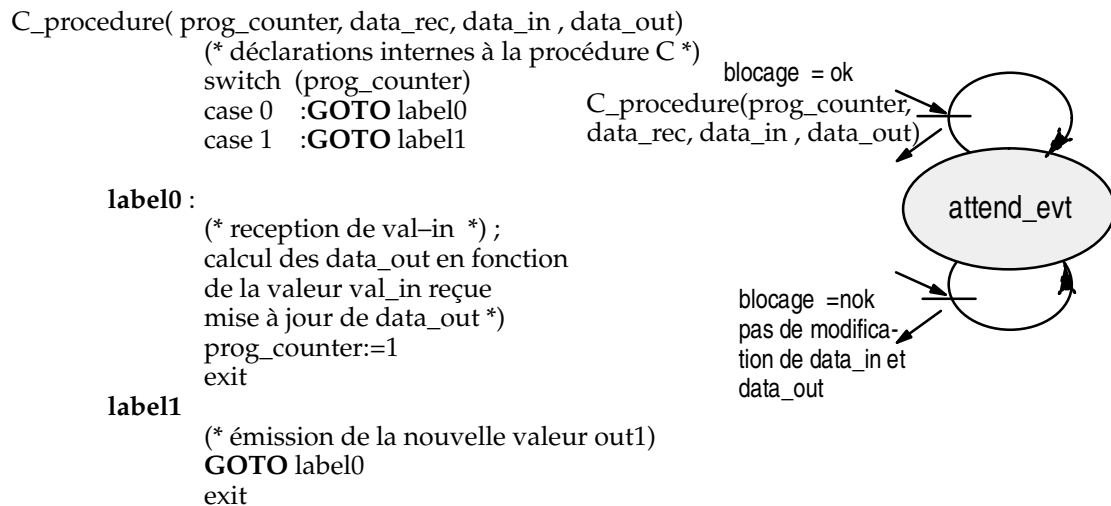 C_procedure( prog_counter, data_rec, data_in , data_out)
(* déclarations internes à la procédure C *)
switch (prog_counter)
case 0 :GOTO label0
case 1 :GOTO label1
label0 :
(* reception de val–in *) ;
calcul des data_out en fonction
de la valeur val_in reçue
mise à jour de data_out *)
prog_counter:=1
exit
label1
(* émission de la nouvelle valeur out1)
GOTO label0
exit
blocage = ok
C_procedure(prog_counter,
data_rec, data_in , data_out)
attend_evt
blocage =nok
pas de modifica-
tion de data_in et
data_out